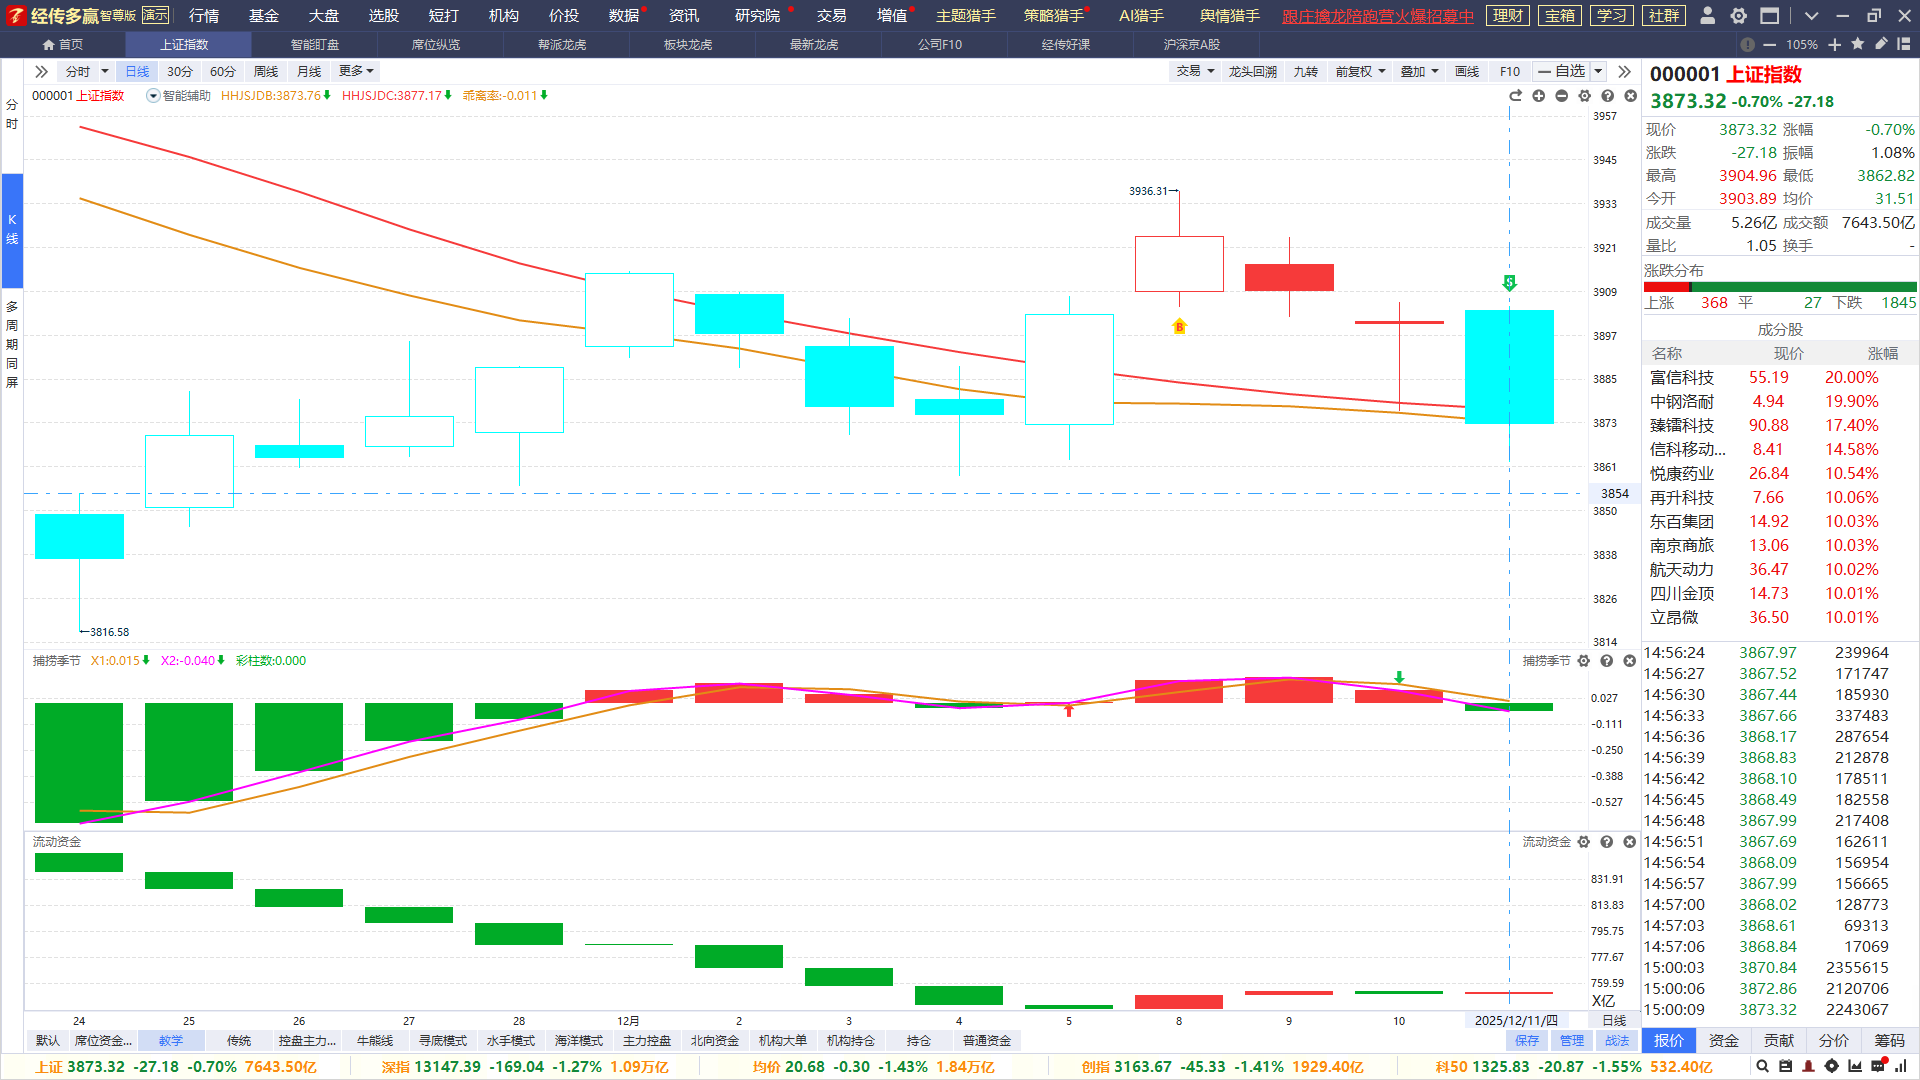 经传多赢 智尊版 演示 行情 基金 大盘 选股 短打 机构 价投 数据 资讯 研究院 交易 增值 主题猎手 策略猎手 AI猎手 舆情猎手 跟庄擒龙陪跑营火爆招募中 理财 宝箱 学习 社群
首页 上证指数 智能盯盘 席位纵览 帮派龙虎 板块龙虎 最新龙虎 公司F10 经传好课 沪深京A股 105%
分时 日线 30分 60分 周线 月线 更多 交易 龙头回溯 九转 前复权 叠加 画线 F10 一 自选
000001 上证指数 智能辅助 HHJSJDB:3873.76 HHJSJDC:3877.17 乖离率:-0.011
分时
K线
多周期同屏
3957
3945
3936.31
3933
3921
3909
3897
3885
3873
3861
3854
3850
3838
3826
3816.58
3814
S
B
捕捞季节 X1:0.015 X2:-0.040 彩柱数:0.000 捕捞季节
0.027
-0.111
-0.250
-0.388
-0.527
流动资金 流动资金
831.91
813.83
795.75
777.67
759.59
X亿
24 25 26 27 28 12月 2 3 4 5 8 9 10 2025/12/11/四 日线
默认 席位资金... 教学 传统 控盘主力... 牛能线 寻底模式 水手模式 海洋模式 主力控盘 北向资金 机构大单 机构持仓 持仓 普通资金 保存 管理 战法
000001 上证指数
3873.32 -0.70% -27.18
现价 3873.32 涨幅 -0.70%
涨跌 -27.18 振幅 1.08%
最高 3904.96 最低 3862.82
今开 3903.89 均价 31.51
成交量 5.26亿 成交额 7643.50亿
量比 1.05 换手 -
涨跌分布
上涨 368 平 27 下跌 1845
成分股
名称 现价 涨幅
富信科技 55.19 20.00%
中钢洛耐 4.94 19.90%
臻镭科技 90.88 17.40%
信科移动... 8.41 14.58%
悦康药业 26.84 10.54%
再升科技 7.66 10.06%
东百集团 14.92 10.03%
南京商旅 13.06 10.03%
航天动力 36.47 10.02%
四川金顶 14.73 10.01%
立昂微 36.50 10.01%
14:56:24 3867.97 239964
14:56:27 3867.52 171747
14:56:30 3867.44 185930
14:56:33 3867.66 337483
14:56:36 3868.17 287654
14:56:39 3868.83 212878
14:56:42 3868.10 178511
14:56:45 3868.49 182558
14:56:48 3867.99 217408
14:56:51 3867.69 162611
14:56:54 3868.09 156954
14:56:57 3867.99 156665
14:57:00 3868.02 128773
14:57:03 3868.61 69313
14:57:06 3868.84 17069
15:00:03 3870.84 2355615
15:00:06 3872.86 2120706
15:00:09 3873.32 2243067
报价 资金 贡献 分价 筹码
上证 3873.32 -27.18 -0.70% 7643.50亿 深指 13147.39 -169.04 -1.27% 1.09万亿 均价 20.68 -0.30 -1.43% 1.84万亿 创指 3163.67 -45.33 -1.41% 1929.40亿 科50 1325.83 -20.87 -1.55% 532.40亿